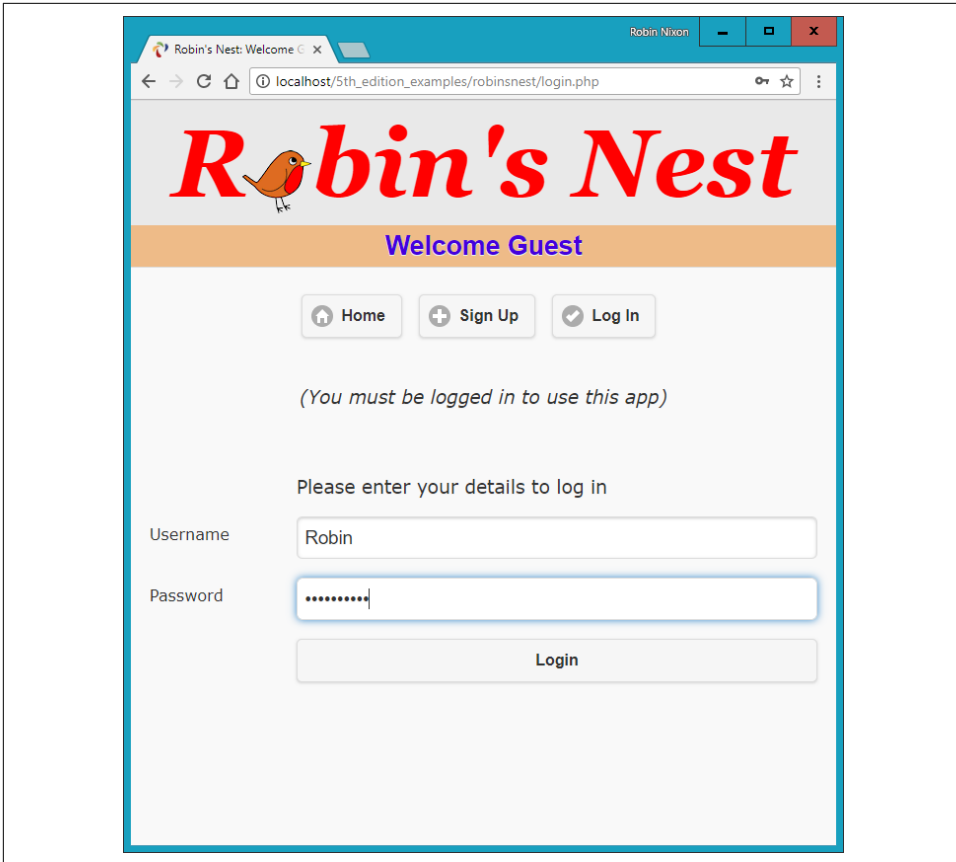 Robin Nixon
Robin's Nest: Welcome G
localhost/5th_edition_examples/robinsnest/login.php
Robin's Nest
Welcome Guest
Home Sign Up Log In
(You must be logged in to use this app)
Please enter your details to log in
Username Robin
Password ••••••••••
Login